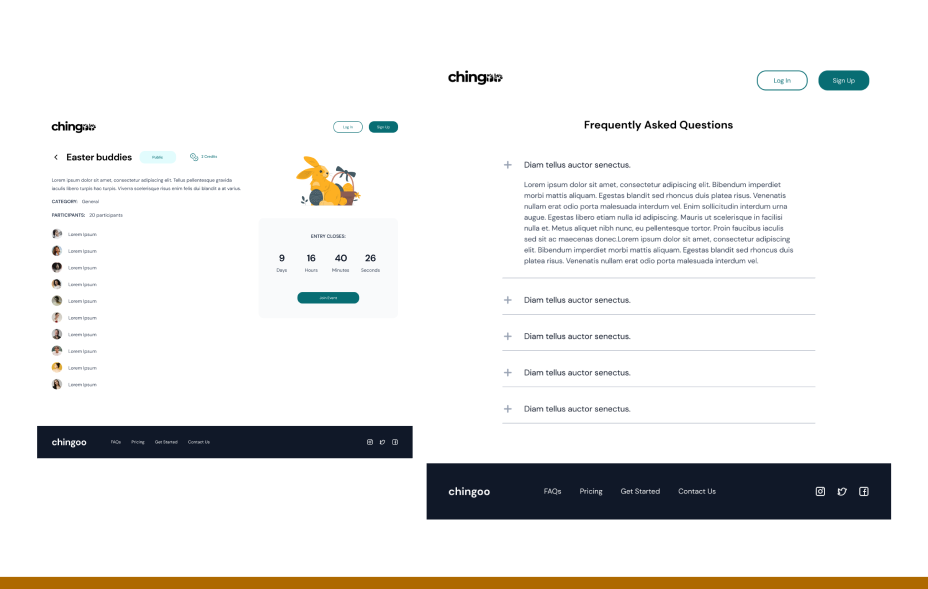 chingoo
Log In
Sign Up
Easter buddies
Public
3 Credits
Lorem ipsum dolor sit amet, consectetur adipiscing elit. Tellus pellentesque gravida
iaculis libero turpis hac turpis. Viverra scelerisque risus enim felis dui blandit a at varius.
CATEGORY: General
PARTICIPANTS: 20 participants
Lorem Ipsum
Lorem Ipsum
Lorem Ipsum
Lorem Ipsum
Lorem Ipsum
Lorem Ipsum
Lorem Ipsum
Lorem Ipsum
Lorem Ipsum
Lorem Ipsum
ENTRY CLOSES:
9 16 40 26
Days Hours Minutes Seconds
Join Event
chingoo FAQs Pricing Get Started Contact Us
chingoo
Log In
Sign Up
Frequently Asked Questions
Diam tellus auctor senectus.
Lorem ipsum dolor sit amet, consectetur adipiscing elit. Bibendum imperdiet
morbi mattis aliquam. Egestas blandit sed rhoncus duis platea risus. Venenatis
nullam erat odio porta malesuada interdum vel. Enim sollicitudin interdum urna
augue. Egestas libero etiam nulla id adipiscing. Mauris ut scelerisque in facilisi
nulla et. Metus aliquet nibh nunc, eu pellentesque tortor. Proin faucibus iaculis
sed sit ac maecenas donec.Lorem ipsum dolor sit amet, consectetur adipiscing
elit. Bibendum imperdiet morbi mattis aliquam. Egestas blandit sed rhoncus duis
platea risus. Venenatis nullam erat odio porta malesuada interdum vel.
Diam tellus auctor senectus.
Diam tellus auctor senectus.
Diam tellus auctor senectus.
Diam tellus auctor senectus.
chingoo FAQs Pricing Get Started Contact Us